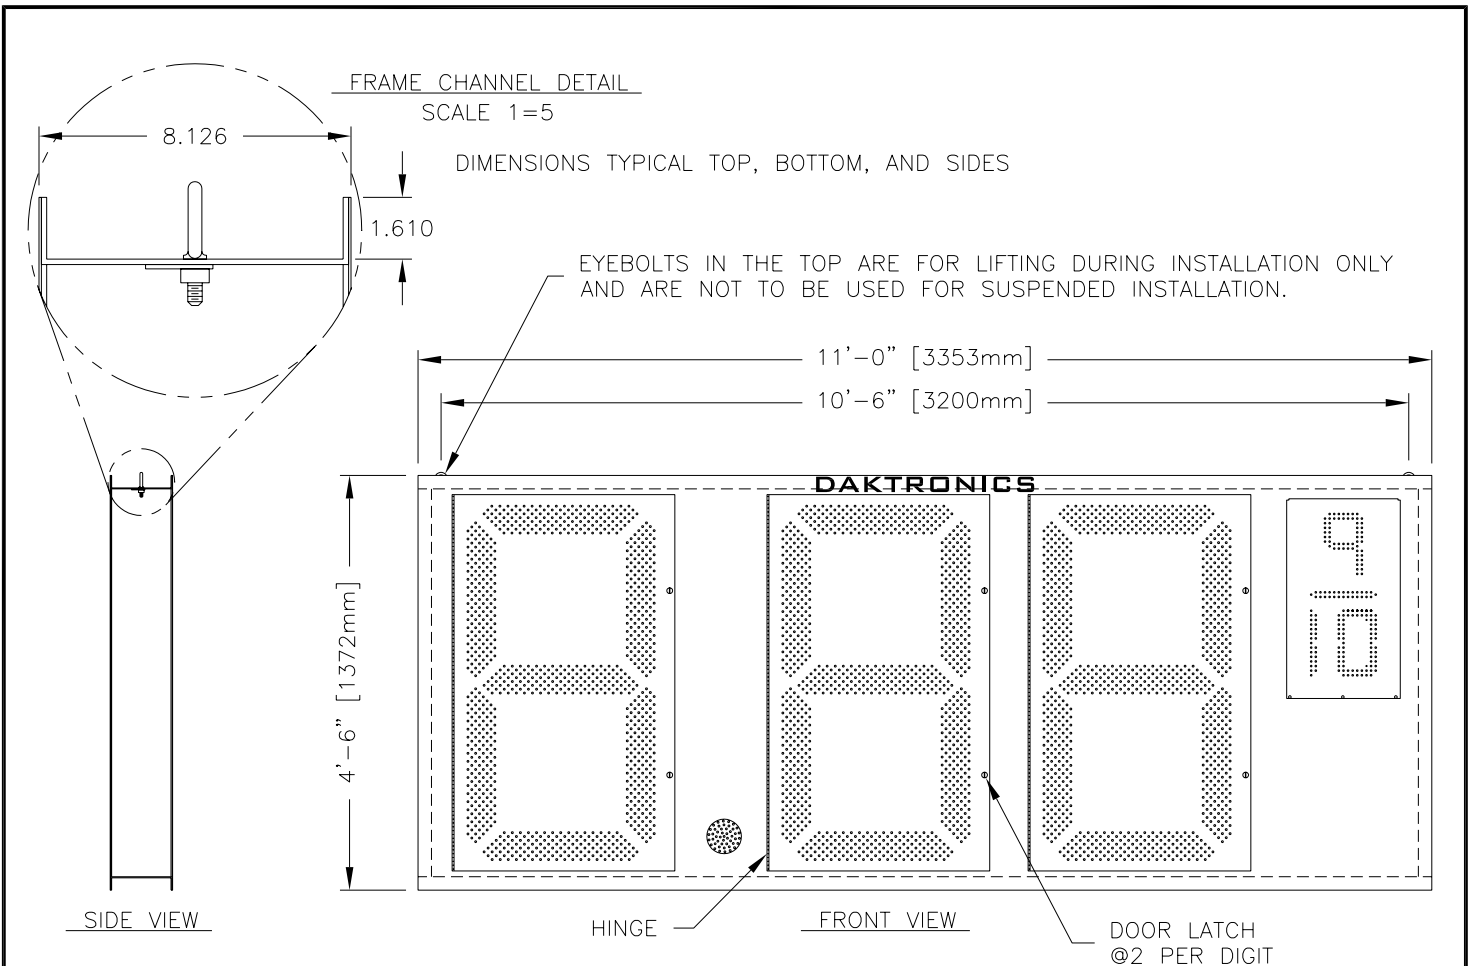 FRAME CHANNEL DETAIL
SCALE 1=5
8.126
DIMENSIONS TYPICAL TOP, BOTTOM, AND SIDES
1.610
EYEBOLTS IN THE TOP ARE FOR LIFTING DURING INSTALLATION ONLY
AND ARE NOT TO BE USED FOR SUSPENDED INSTALLATION.
11'-0" [3353mm]
10'-6" [3200mm]
DAKTRONICS
4'-6" [1372mm]
8 8 8
9
10
SIDE VIEW
HINGE
FRONT VIEW
DOOR LATCH
@2 PER DIGIT